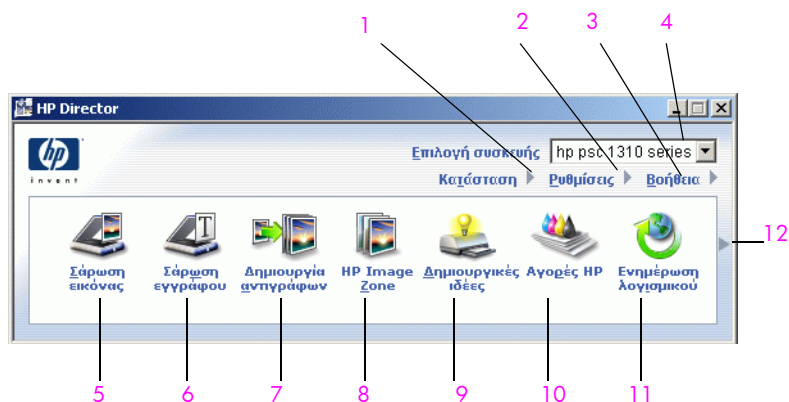 1 2 3 4
HP Director
hp
invent
Επιλογή συσκευής hp psc 1310 series
Κατάσταση Ρυθμίσεις Βοήθεια
12
Σάρωση εικόνας
Σάρωση εγγράφου
Δημιουργία αντιγράφων
HP Image Zone
Δημιουργικές ιδέες
Αγορές HP
Ενημέρωση λογισμικού
5 6 7 8 9 10 11